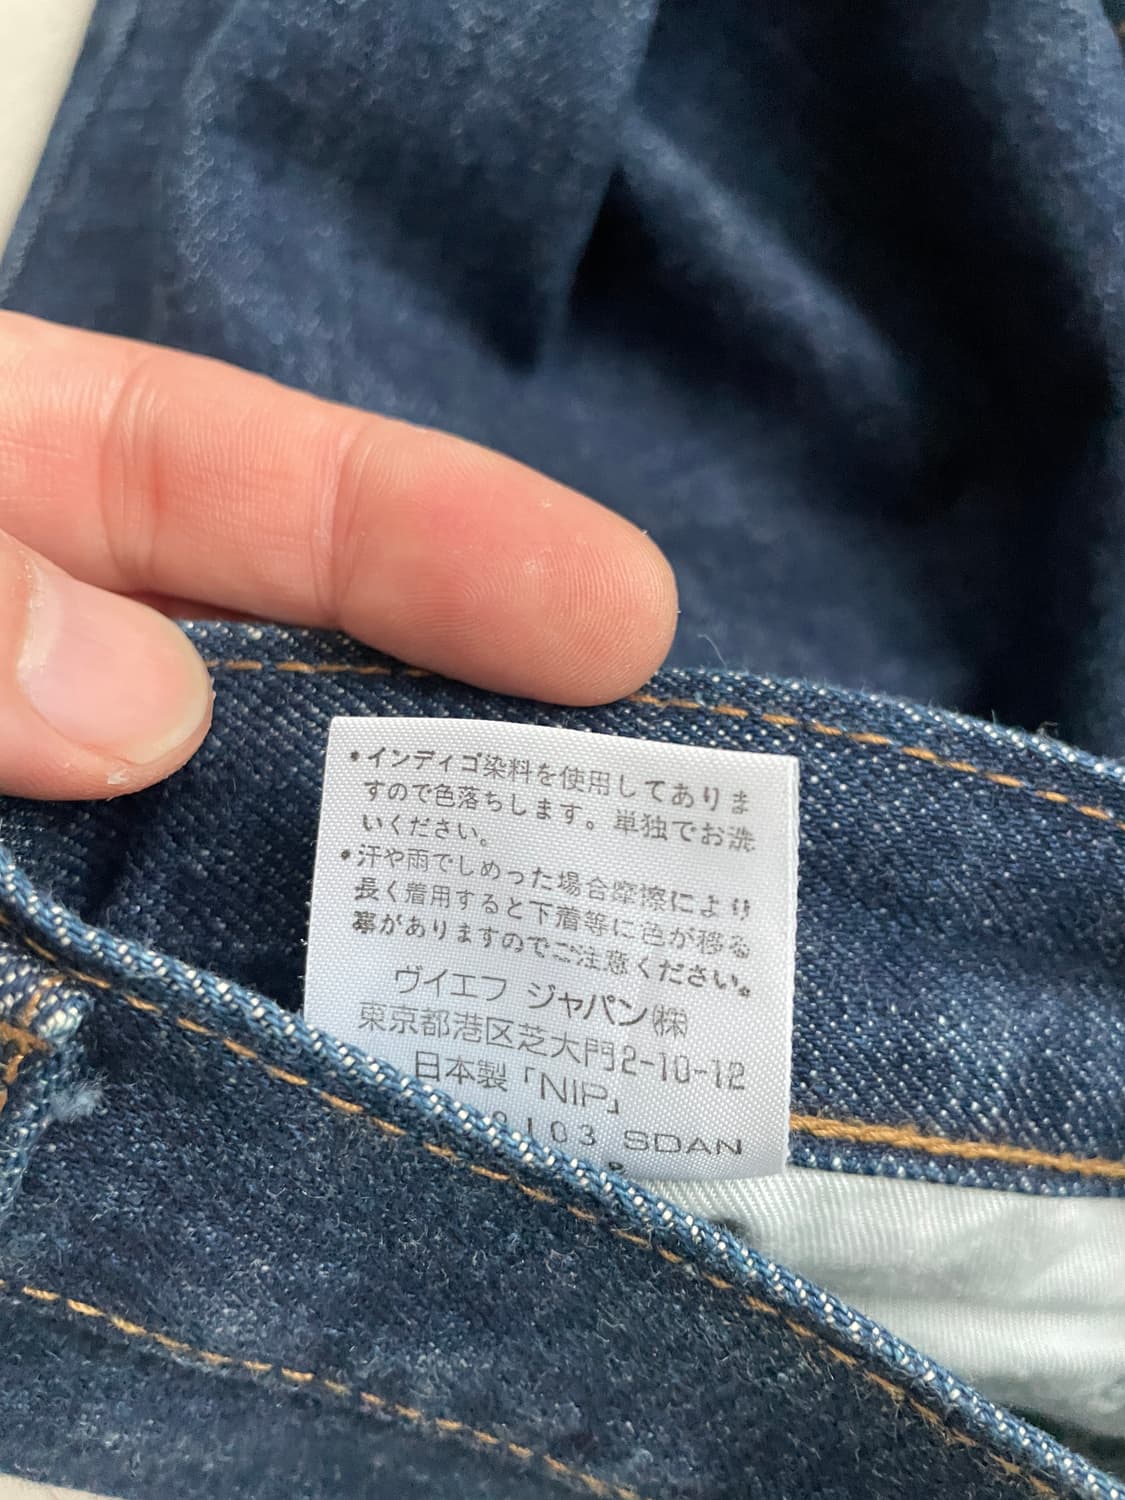 •インディゴ染料を使用してありま
すので色落ちします。単独でお洗
いください。
•汗や雨でしめった場合摩擦により
長く着用すると下着等に色が移る
事がありますのでご注意ください。
ヴイエフ ジャパン㈱
東京都港区芝大門2-10-12
日本製「NIP」
103 SDAN